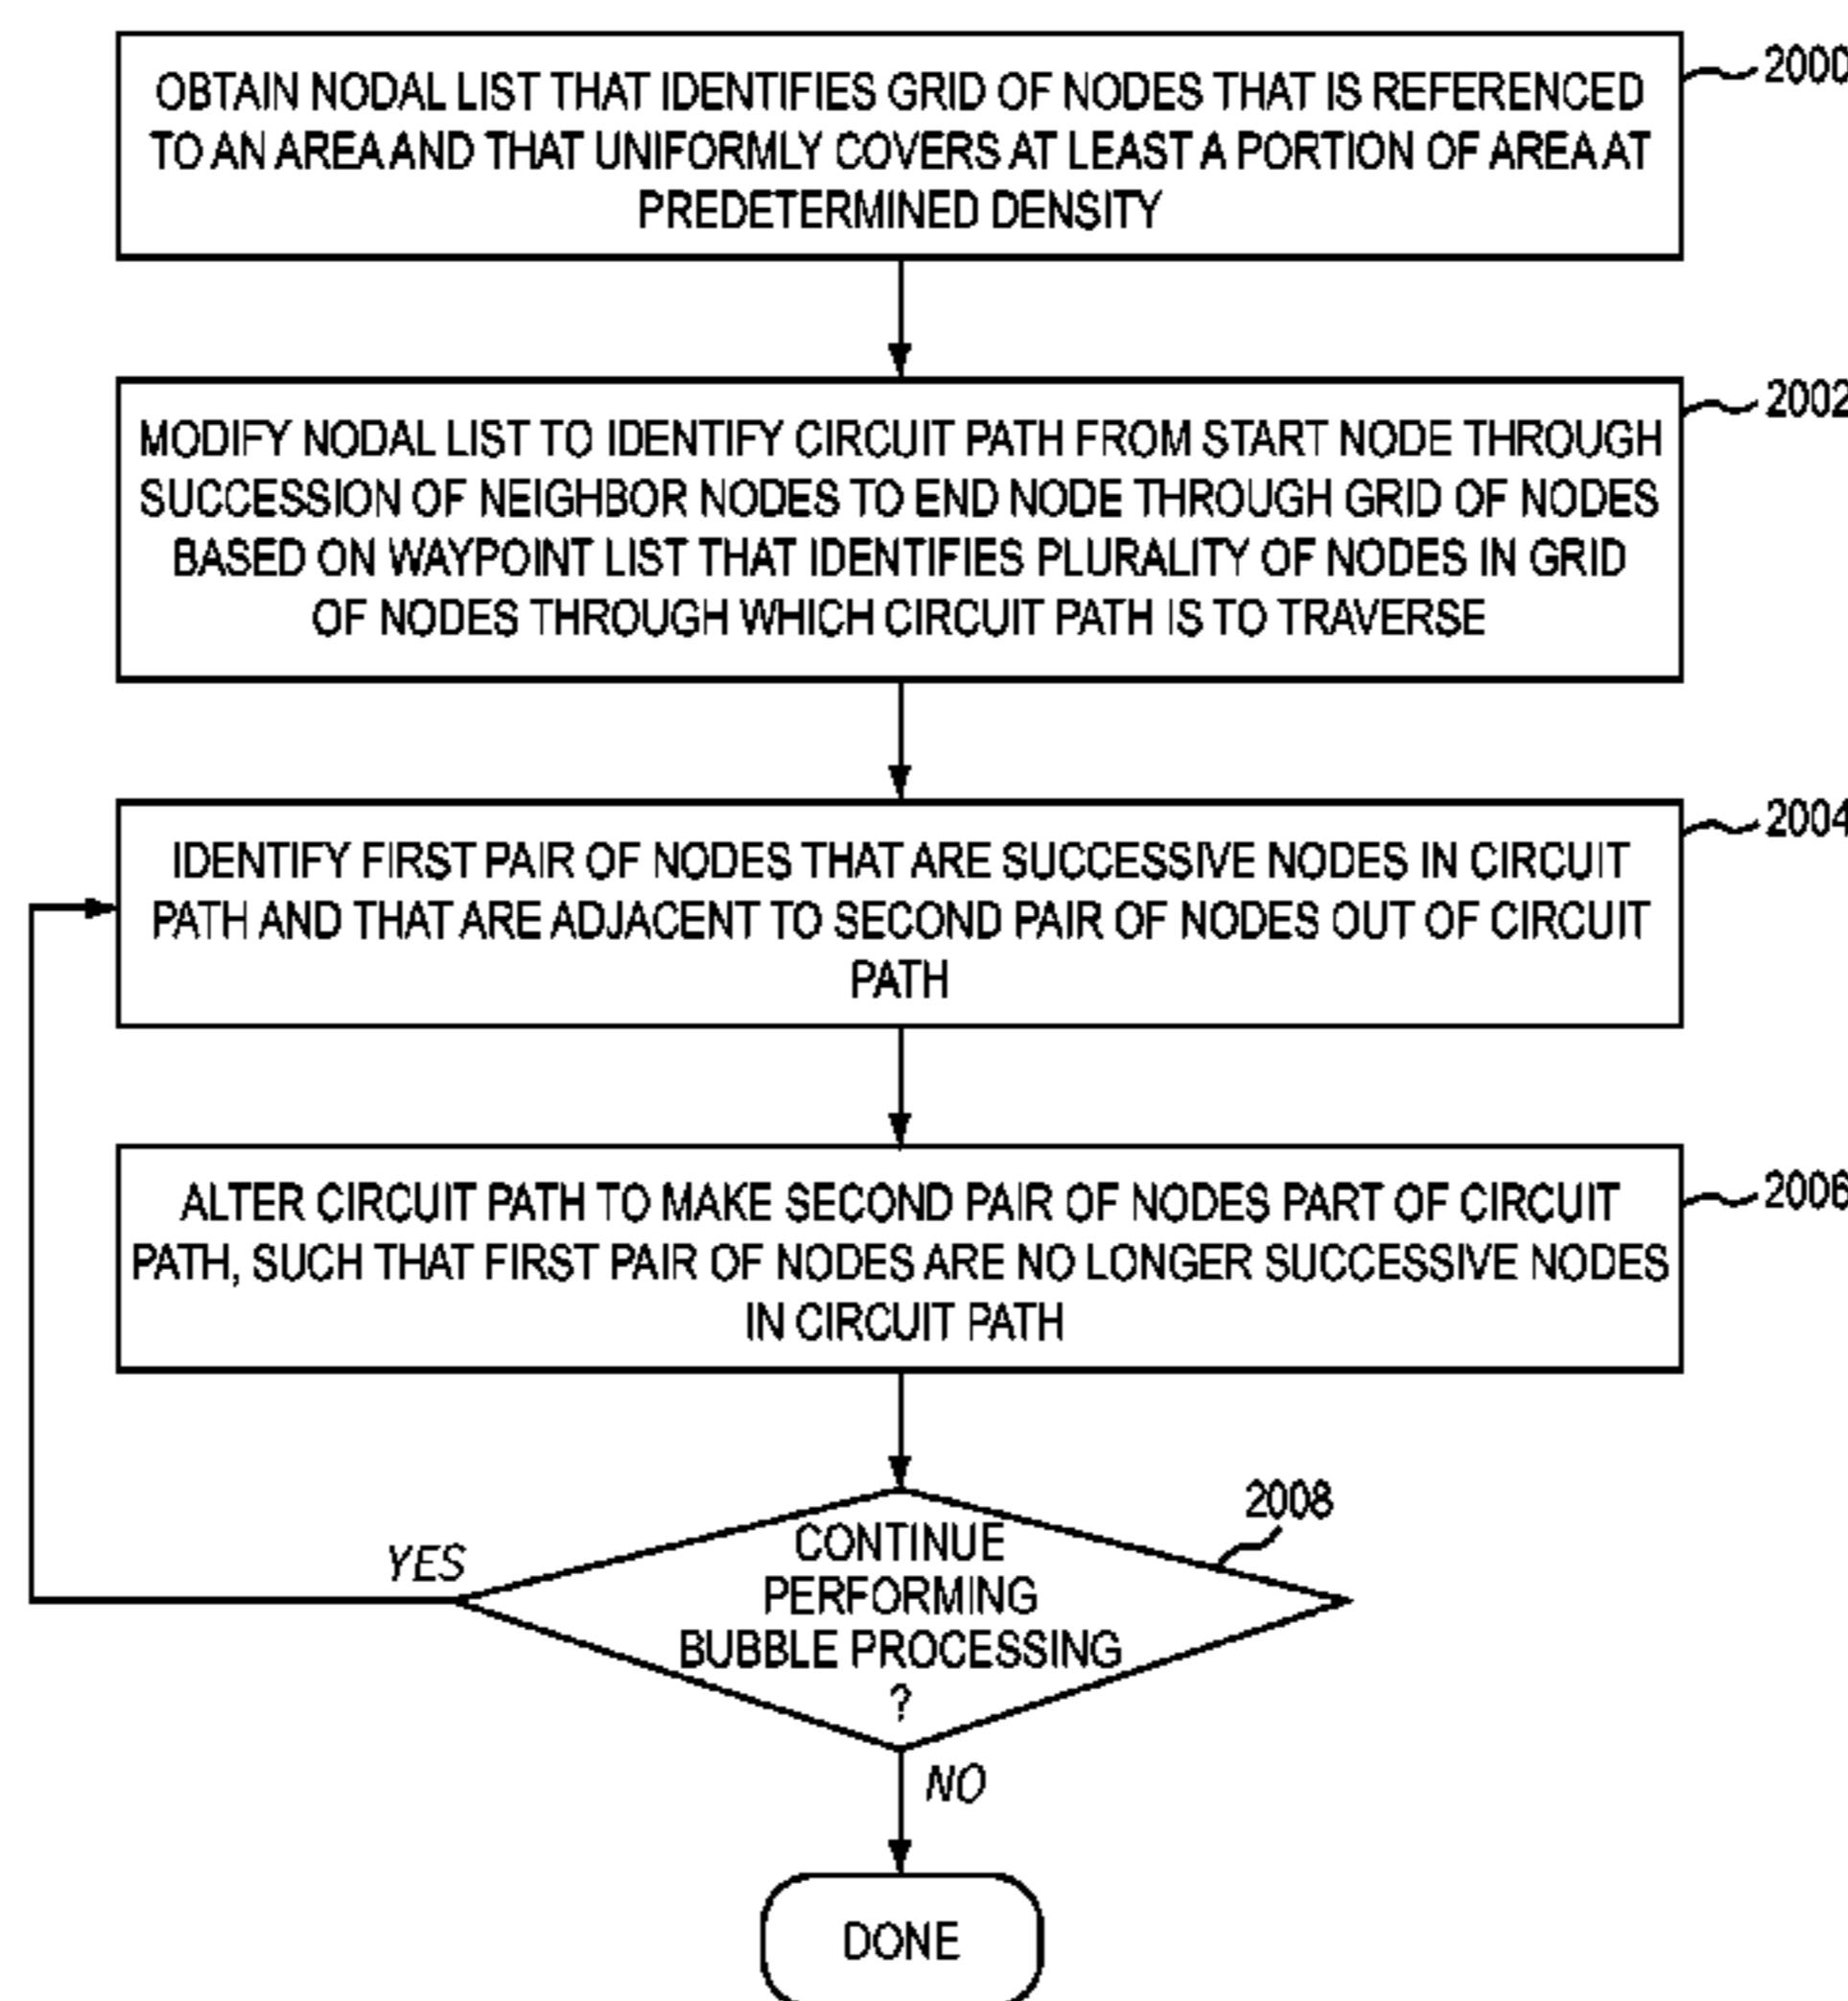 OBTAIN NODAL LIST THAT IDENTIFIES GRID OF NODES THAT IS REFERENCED
TO AN AREA AND THAT UNIFORMLY COVERS AT LEAST A PORTION OF AREA AT
PREDETERMINED DENSITY
2000
MODIFY NODAL LIST TO IDENTIFY CIRCUIT PATH FROM START NODE THROUGH
SUCCESSION OF NEIGHBOR NODES TO END NODE THROUGH GRID OF NODES
BASED ON WAYPOINT LIST THAT IDENTIFIES PLURALITY OF NODES IN GRID
OF NODES THROUGH WHICH CIRCUIT PATH IS TO TRAVERSE
2002
IDENTIFY FIRST PAIR OF NODES THAT ARE SUCCESSIVE NODES IN CIRCUIT
PATH AND THAT ARE ADJACENT TO SECOND PAIR OF NODES OUT OF CIRCUIT
PATH
2004
ALTER CIRCUIT PATH TO MAKE SECOND PAIR OF NODES PART OF CIRCUIT
PATH, SUCH THAT FIRST PAIR OF NODES ARE NO LONGER SUCCESSIVE NODES
IN CIRCUIT PATH
2006
2008
YES
CONTINUE
PERFORMING
BUBBLE PROCESSING
?
NO
DONE